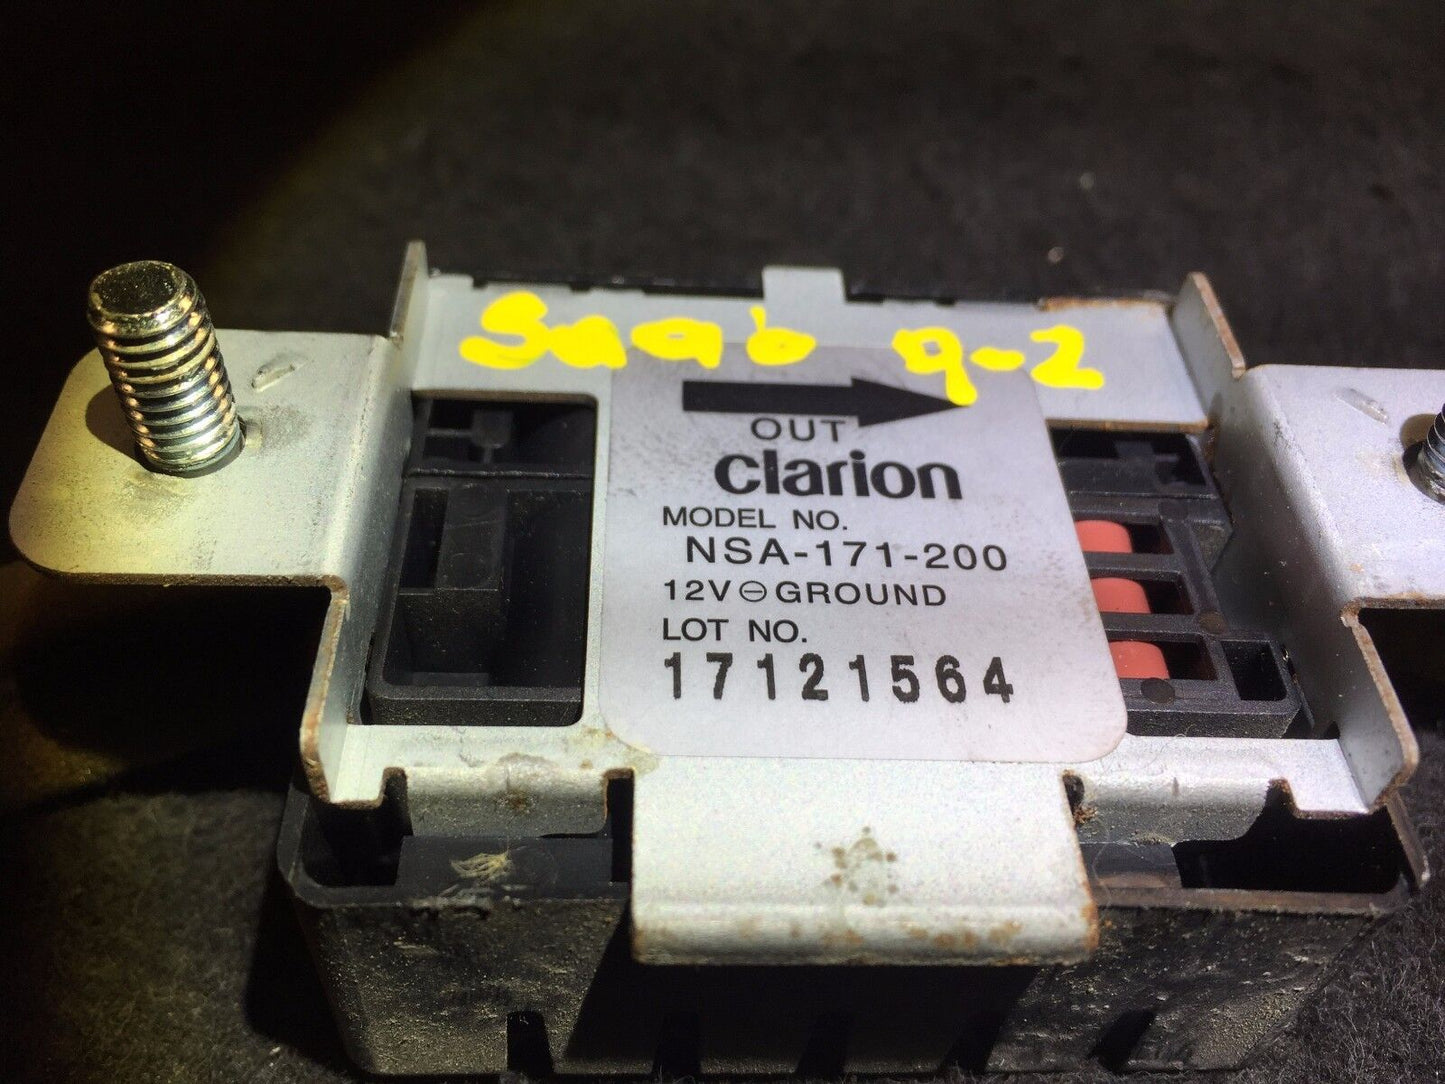 Saab 9-2
OUT
clarion
MODEL NO.
NSA-171-200
12V⊖GROUND
LOT NO.
17121564